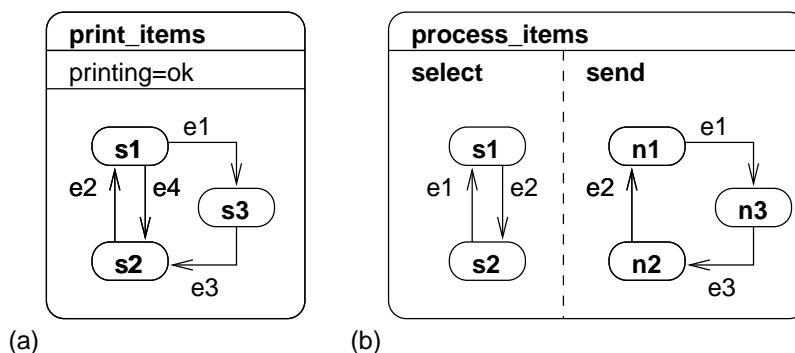 print_items
printing=ok
e1
s1
e2
e4
s3
s2
e3
(a)
process_items
select
send
s1
e1
e2
s2
e1
n1
e2
n3
n2
e3
(b)